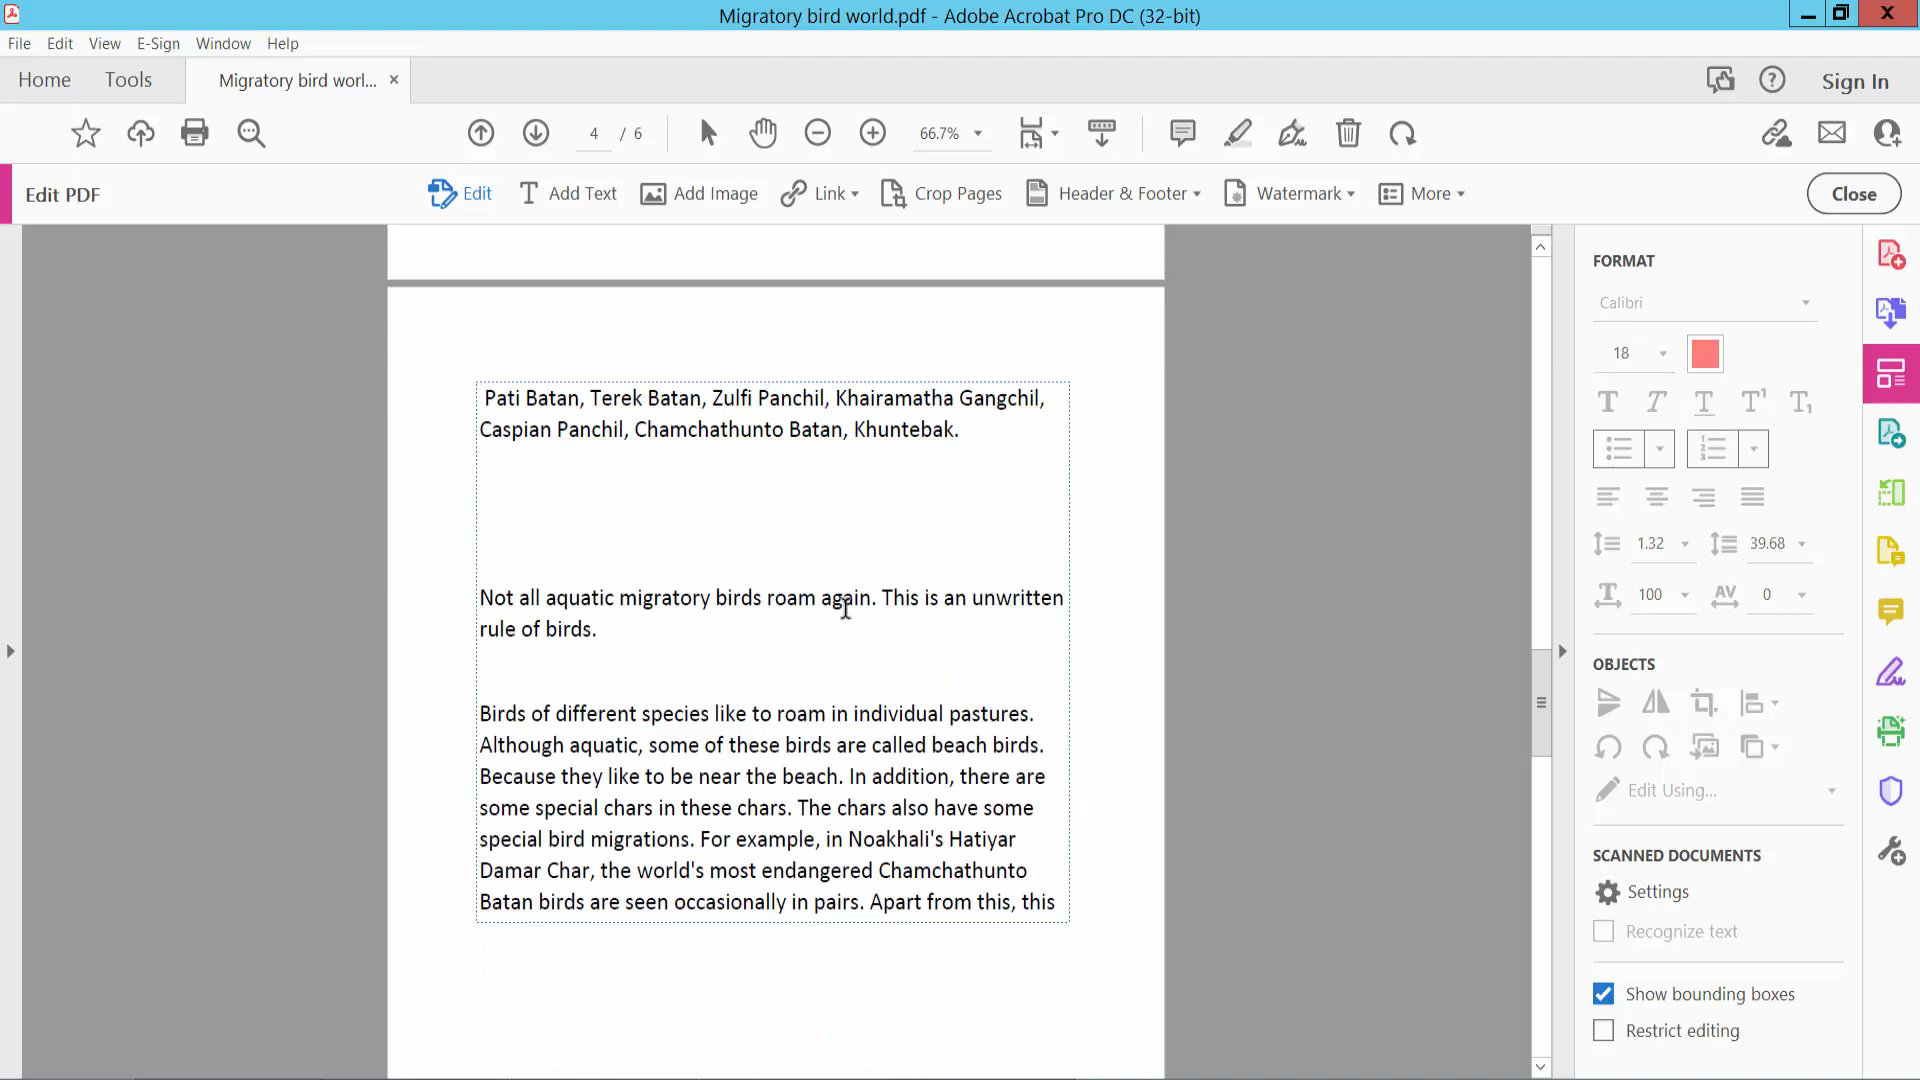 Migratory bird world.pdf - Adobe Acrobat Pro DC (32-bit)
X
File Edit View E-Sign Window Help
Home Tools Migratory bird worl... × Sign In
4 / 6 66.7%
Edit PDF Edit Add Text Add Image Link Crop Pages Header & Footer Watermark More Close
Pati Batan, Terek Batan, Zulfi Panchil, Khairamatha Gangchil,
Caspian Panchil, Chamchathunto Batan, Khuntebak.
Not all aquatic migratory birds roam again. This is an unwritten
rule of birds.
Birds of different species like to roam in individual pastures.
Although aquatic, some of these birds are called beach birds.
Because they like to be near the beach. In addition, there are
some special chars in these chars. The chars also have some
special bird migrations. For example, in Noakhali's Hatiyar
Damar Char, the world's most endangered Chamchathunto
Batan birds are seen occasionally in pairs. Apart from this, this
FORMAT
Calibri
18
T T T T¹ T₁
1.32 39.68
100 AV 0
OBJECTS
Edit Using...
SCANNED DOCUMENTS
Settings
Recognize text
Show bounding boxes
Restrict editing